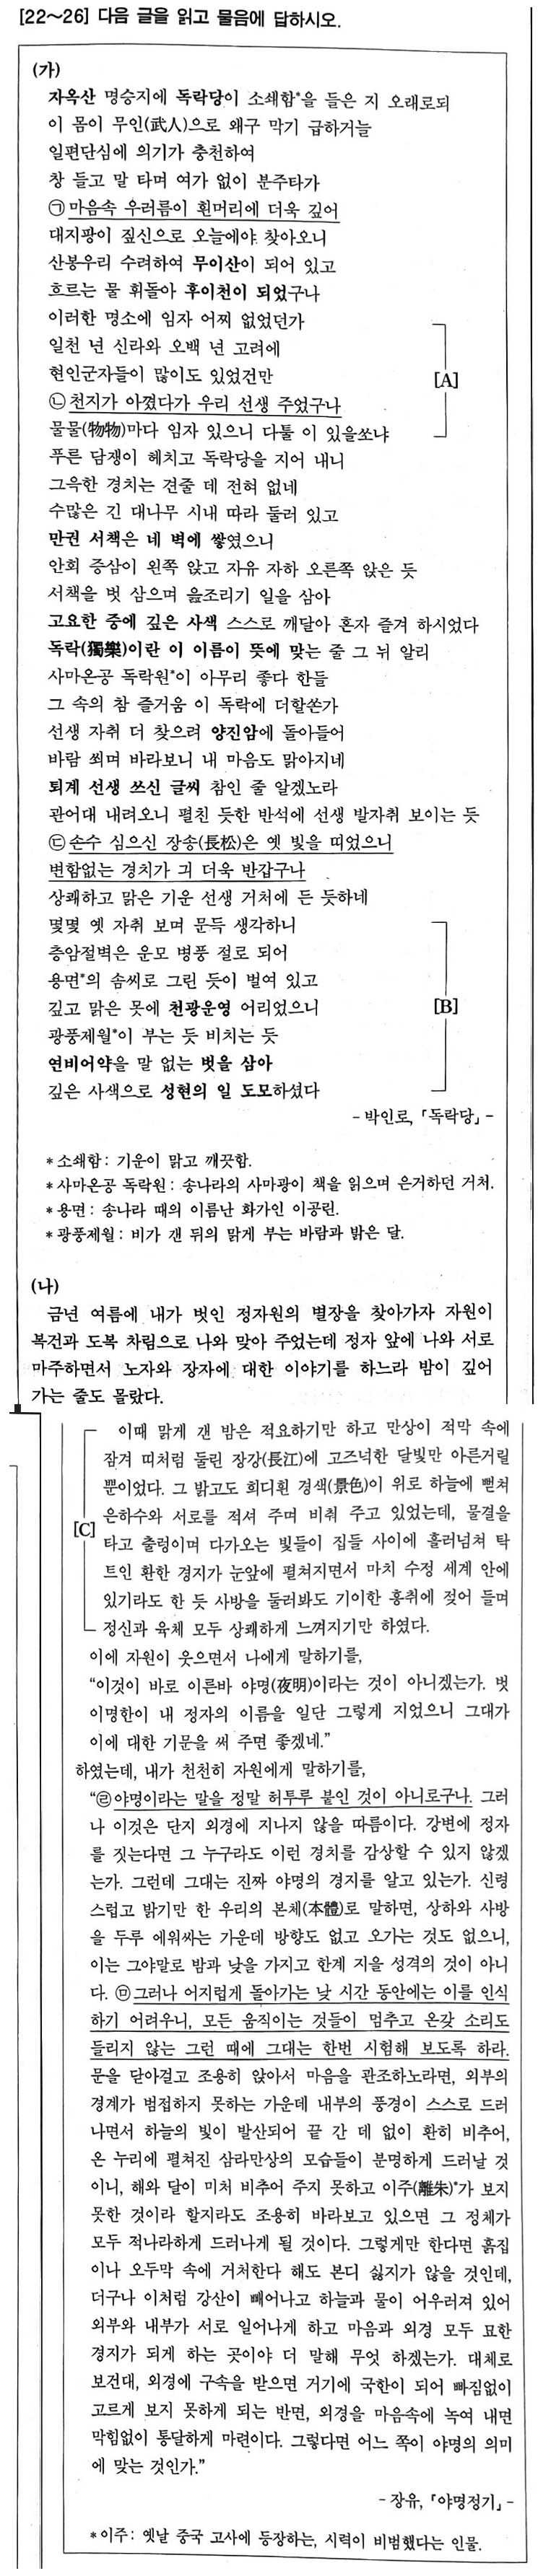 [22~26] 다음 글을 읽고 물음에 답하시오.
(가)
자옥산 명승지에 독락당이 소쇄함*을 들은 지 오래로되
이 몸이 무인(武人)으로 왜구 막기 급하거늘
일편단심에 의기가 충천하여
창 들고 말 타며 여가 없이 분주타가
㉠마음속 우러름이 흰머리에 더욱 깊어
대지팡이 짚신으로 오늘에야 찾아오니
산봉우리 수려하여 무이산이 되어 있고
흐르는 물 휘돌아 후이천이 되었구나
이러한 명소에 임자 어찌 없었던가
일천 년 신라와 오백 년 고려에
현인군자들이 많이도 있었건만
[A]
㉡천지가 아꼈다가 우리 선생 주었구나
물물(物物)마다 임자 있으니 다툴 이 있을쏘냐
푸른 담쟁이 헤치고 독락당을 지어 내니
그윽한 경치는 견줄 데 전혀 없네
수많은 긴 대나무 시내 따라 둘러 있고
만권 서책은 네 벽에 쌓였으니
안회 증삼이 왼쪽 앉고 자유 자하 오른쪽 앉은 듯
서책을 벗 삼으며 읊조리기 일을 삼아
고요한 중에 깊은 사색 스스로 깨달아 혼자 즐겨 하시었다
독락(獨樂)이란 이 이름이 뜻에 맞는 줄 그 뉘 알리
사마온공 독락원*이 아무리 좋다 한들
그 속의 참 즐거움 이 독락에 더할쏜가
선생 자취 더 찾으려 양진암에 돌아들어
바람 쐬며 바라보니 내 마음도 맑아지네
퇴계 선생 쓰신 글씨 참인 줄 알겠노라
관어대 내려오니 펼친 듯한 반석에 선생 발자취 보이는 듯
㉢손수 심으신 장송(長松)은 옛 빛을 띠었으니
변함없는 경치가 긔 더욱 반갑구나
상쾌하고 맑은 기운 선생 거처에 든 듯하네
몇몇 옛 자취 보며 문득 생각하니
층암절벽은 운모 병풍 절로 되어
용면*의 솜씨로 그린 듯이 벌여 있고
깊고 맑은 못에 천광운영 어리었으니
[B]
광풍제월*이 부는 듯 비치는 듯
연비어약을 말 없는 벗을 삼아
깊은 사색으로 성현의 일 도모하셨다
- 박인로, 「독락당」 -
* 소쇄함: 기운이 맑고 깨끗함.
* 사마온공 독락원: 송나라의 사마광이 책을 읽으며 은거하던 거처.
* 용면: 송나라 때의 이름난 화가인 이공린.
* 광풍제월: 비가 갠 뒤의 맑게 부는 바람과 밝은 달.
(나)
금년 여름에 내가 벗인 정자원의 별장을 찾아가자 자원이
복건과 도복 차림으로 나와 맞아 주었는데 정자 앞에 나와 서로
마주하면서 노자와 장자에 대한 이야기를 하느라 밤이 깊어
가는 줄도 몰랐다.
이때 맑게 갠 밤은 적요하기만 하고 만상이 적막 속에
잠겨 띠처럼 둘린 장강(長江)에 고즈넉한 달빛만 아른거릴
뿐이었다. 그 밝고도 희디흰 경색(景色)이 위로 하늘에 뻗쳐
은하수와 서로를 적셔 주며 비춰 주고 있었는데, 물결을
[C]
타고 출렁이며 다가오는 빛들이 집들 사이에 흘러넘쳐 탁
트인 환한 경지가 눈앞에 펼쳐지면서 마치 수정 세계 안에
있기라도 한 듯 사방을 둘러봐도 기이한 흥취에 젖어 들며
정신과 육체 모두 상쾌하게 느껴지기만 하였다.
이에 자원이 웃으면서 나에게 말하기를,
“이것이 바로 이른바 야명(夜明)이라는 것이 아니겠는가. 벗
이명한이 내 정자의 이름을 일단 그렇게 지었으니 그대가
이에 대한 기문을 써 주면 좋겠네.”
하였는데, 내가 천천히 자원에게 말하기를,
“㉣야명이라는 말을 정말 허투루 붙인 것이 아니로구나. 그러
나 이것은 단지 외경에 지나지 않을 따름이다. 강변에 정자
를 짓는다면 그 누구라도 이런 경치를 감상할 수 있지 않겠
는가. 그런데 그대는 진짜 야명의 경지를 알고 있는가. 신령
스럽고 밝기만 한 우리의 본체(本體)로 말하면, 상하와 사방
을 두루 에워싸는 가운데 방향도 없고 오가는 것도 없으니,
이는 그야말로 밤과 낮을 가지고 한계 지을 성격의 것이 아니
다. ㉤그러나 어지럽게 돌아가는 낮 시간 동안에는 이를 인식
하기 어려우니, 모든 움직이는 것들이 멈추고 온갖 소리도
들리지 않는 그런 때에 그대는 한번 시험해 보도록 하라.
문을 닫아걸고 조용히 앉아서 마음을 관조하노라면, 외부의
경계가 범접하지 못하는 가운데 내부의 풍경이 스스로 드러
나면서 하늘의 빛이 발산되어 끝 간 데 없이 환히 비추어,
온 누리에 펼쳐진 삼라만상의 모습들이 분명하게 드러날 것
이니, 해와 달이 미처 비추어 주지 못하고 이주(離朱)*가 보지
못한 것이라 할지라도 조용히 바라보고 있으면 그 정체가
모두 적나라하게 드러나게 될 것이다. 그렇게만 한다면 흙집
이나 오두막 속에 거처한다 해도 본디 싫지가 않을 것인데,
더구나 이처럼 강산이 빼어나고 하늘과 물이 어우러져 있어
외부와 내부가 서로 일어나게 하고 마음과 외경 모두 묘한
경지가 되게 하는 곳이야 더 말해 무엇 하겠는가. 대체로
보건대, 외경에 구속을 받으면 거기에 국한이 되어 빠짐없이
고르게 보지 못하게 되는 반면, 외경을 마음속에 녹여 내면
막힘없이 통달하게 마련이다. 그렇다면 어느 쪽이 야명의 의미
에 맞는 것인가.”
- 장유, 「야명정기」 -
* 이주: 옛날 중국 고사에 등장하는, 시력이 비범했다는 인물.